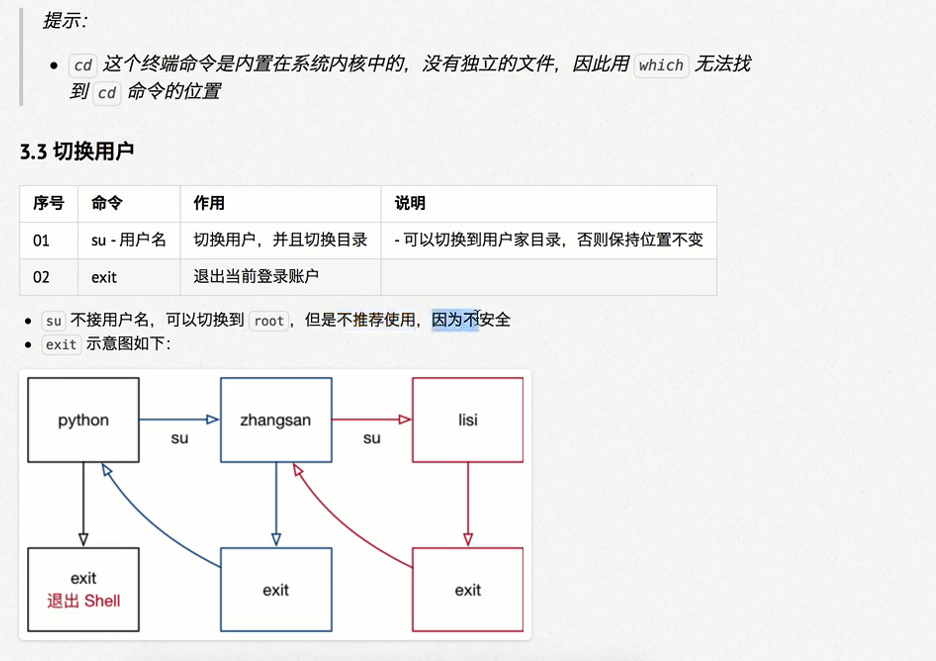 提示：
• cd 这个终端命令是内置在系统内核中的，没有独立的文件，因此用 which 无法找
到 cd 命令的位置
3.3 切换用户
序号 命令 作用 说明
01 su - 用户名 切换用户，并且切换目录 - 可以切换到用户家目录，否则保持位置不变
02 exit 退出当前登录账户
• su 不接用户名，可以切换到 root，但是不推荐使用，因为不安全
• exit 示意图如下：
python zhangsan lisi
su su
exit
退出 Shell
exit exit